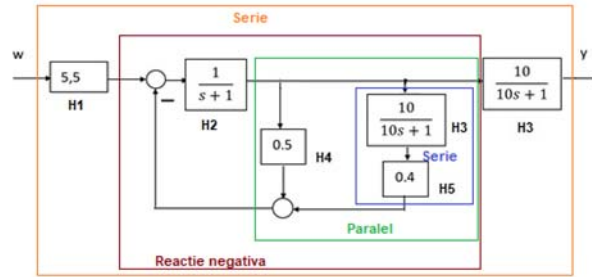 Serie
w
y
5,5
H1
−
1
s + 1
H2
10
10s + 1
H3
10
10s + 1
H3
Serie
0.5
H4
0.4
H5
Paralel
Reactie negativa